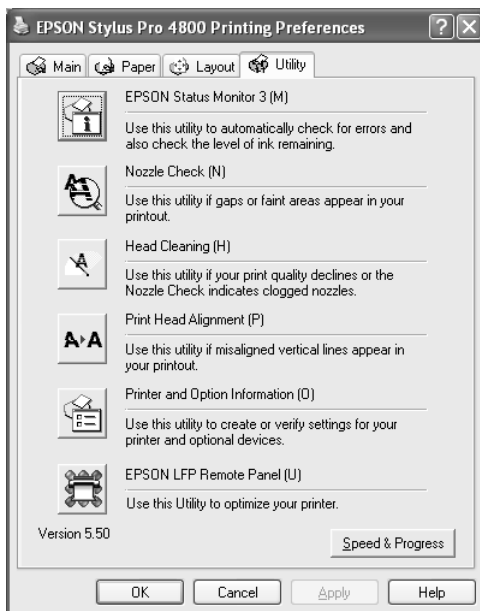 EPSON Stylus Pro 4800 Printing Preferences
Main Paper Layout Utility
EPSON Status Monitor 3 (M)
Use this utility to automatically check for errors and
also check the level of ink remaining.
Nozzle Check (N)
Use this utility if gaps or faint areas appear in your
printout.
Head Cleaning (H)
Use this utility if your print quality declines or the
Nozzle Check indicates clogged nozzles.
Print Head Alignment (P)
Use this utility if misaligned vertical lines appear in
your printout.
Printer and Option Information (O)
Use this utility to create or verify settings for your
printer and optional devices.
EPSON LFP Remote Panel (U)
Use this Utility to optimize your printer.
Version 5.50
Speed & Progress
OK Cancel Apply Help